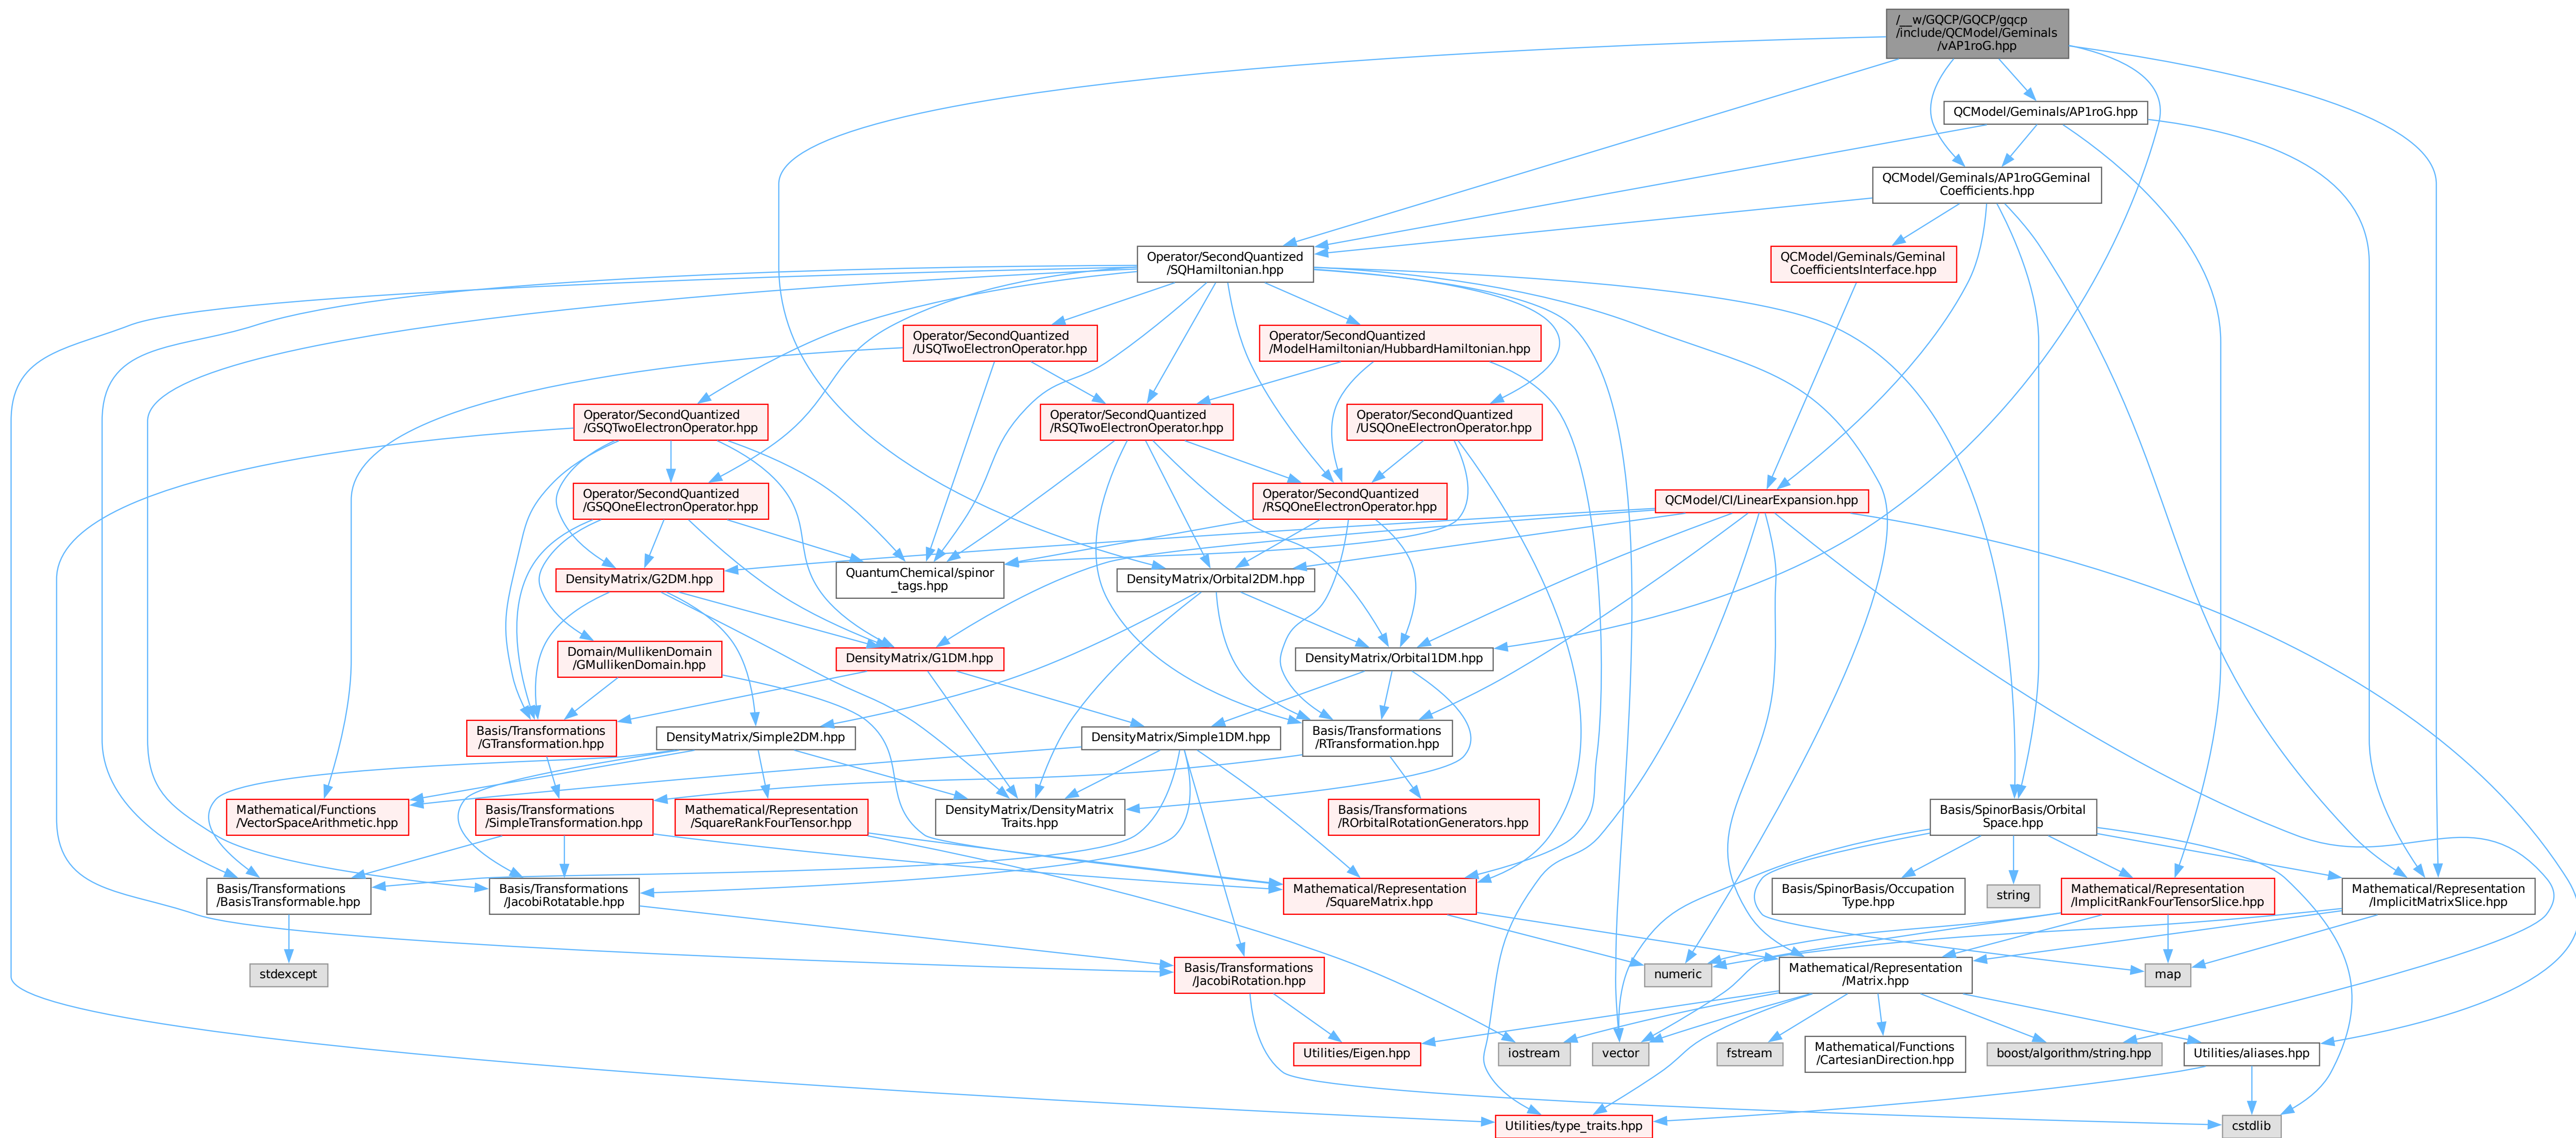 /__w/GQCP/GQCP/gqcp
/include/QCModel/Geminals
/vAP1roG.hpp
QCModel/Geminals/AP1roG.hpp
QCModel/Geminals/AP1roGGeminal
Coefficients.hpp
Operator/SecondQuantized
/SQHamiltonian.hpp
QCModel/Geminals/Geminal
CoefficientsInterface.hpp
Operator/SecondQuantized
/USQTwoElectronOperator.hpp
Operator/SecondQuantized
/ModelHamiltonian/HubbardHamiltonian.hpp
Operator/SecondQuantized
/GSQTwoElectronOperator.hpp
Operator/SecondQuantized
/RSQTwoElectronOperator.hpp
Operator/SecondQuantized
/USQOneElectronOperator.hpp
Operator/SecondQuantized
/GSQOneElectronOperator.hpp
Operator/SecondQuantized
/RSQOneElectronOperator.hpp
QCModel/CI/LinearExpansion.hpp
DensityMatrix/G2DM.hpp
QuantumChemical/spinor
_tags.hpp
DensityMatrix/Orbital2DM.hpp
Domain/MullikenDomain
/GMullikenDomain.hpp
DensityMatrix/G1DM.hpp
DensityMatrix/Orbital1DM.hpp
Basis/Transformations
/GTransformation.hpp
DensityMatrix/Simple2DM.hpp
DensityMatrix/Simple1DM.hpp
Basis/Transformations
/RTransformation.hpp
Mathematical/Functions
/VectorSpaceArithmetic.hpp
Basis/Transformations
/SimpleTransformation.hpp
Mathematical/Representation
/SquareRankFourTensor.hpp
DensityMatrix/DensityMatrix
Traits.hpp
Basis/Transformations
/ROrbitalRotationGenerators.hpp
Basis/SpinorBasis/Orbital
Space.hpp
Basis/Transformations
/BasisTransformable.hpp
Basis/Transformations
/JacobiRotatable.hpp
Mathematical/Representation
/SquareMatrix.hpp
Basis/SpinorBasis/Occupation
Type.hpp
string
Mathematical/Representation
/ImplicitRankFourTensorSlice.hpp
Mathematical/Representation
/ImplicitMatrixSlice.hpp
stdexcept
Basis/Transformations
/JacobiRotation.hpp
numeric
Mathematical/Representation
/Matrix.hpp
map
Utilities/Eigen.hpp
iostream
vector
fstream
Mathematical/Functions
/CartesianDirection.hpp
boost/algorithm/string.hpp
Utilities/aliases.hpp
Utilities/type_traits.hpp
cstdlib